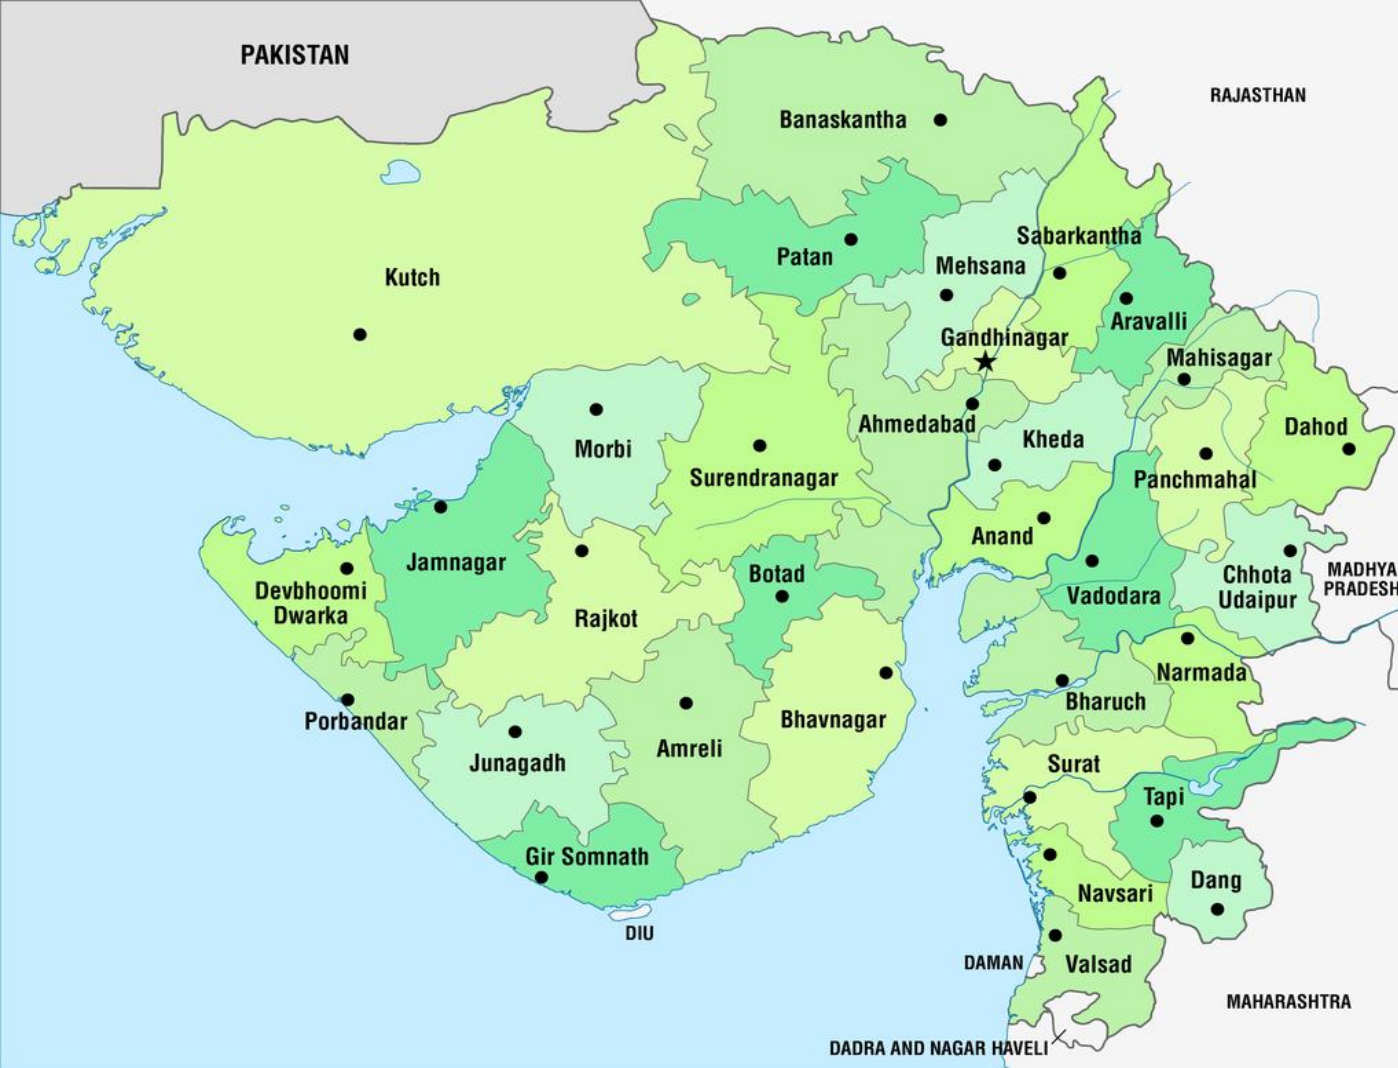 PAKISTAN
RAJASTHAN
Banaskantha
Patan
Sabarkantha
Mehsana
Kutch
Aravalli
Gandhinagar
Mahisagar
Ahmedabad
Dahod
Kheda
Morbi
Surendranagar
Panchmahal
Anand
Jamnagar
Botad
Devbhoomi
Dwarka
Rajkot
Vadodara
Chhota
Udaipur
MADHYA
PRADESH
Narmada
Bharuch
Porbandar
Bhavnagar
Amreli
Junagadh
Surat
Tapi
Gir Somnath
Dang
Navsari
DIU
DAMAN
Valsad
MAHARASHTRA
DADRA AND NAGAR HAVELI